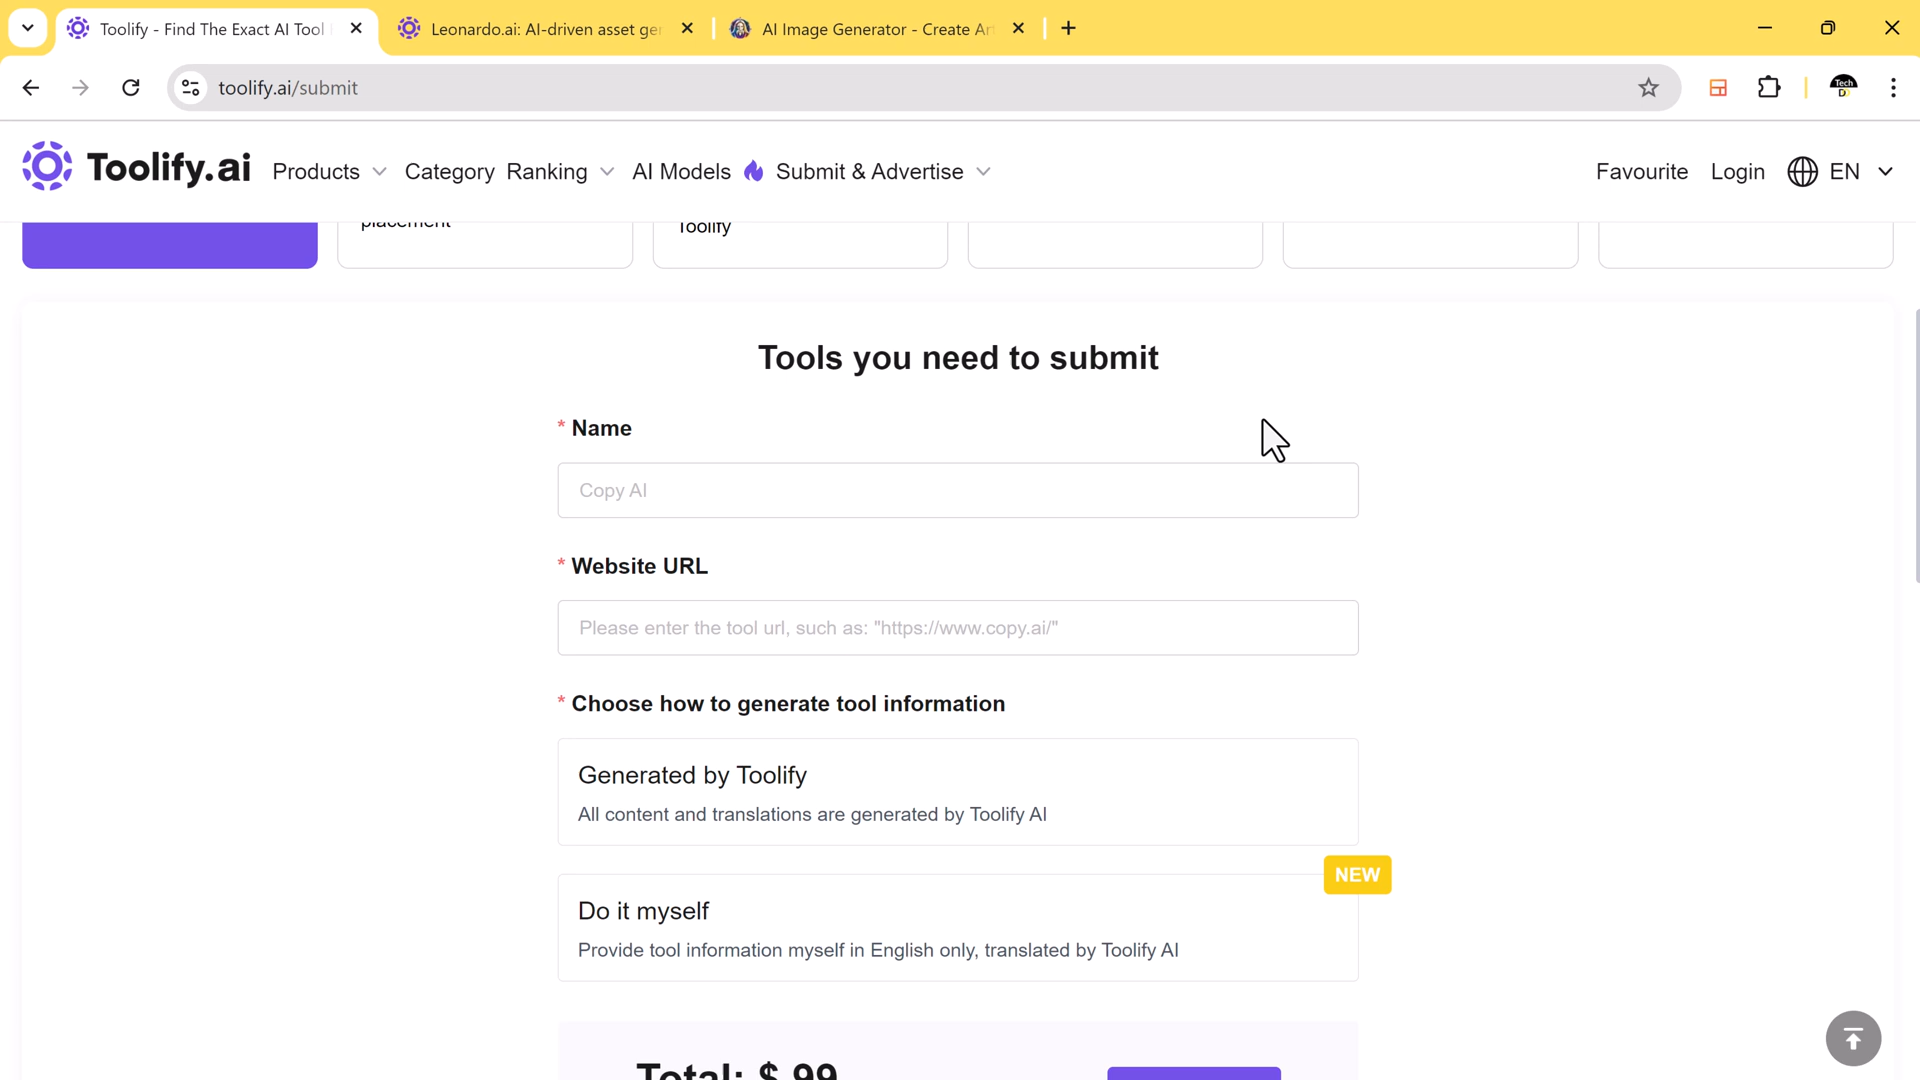 Toolify - Find The Exact AI Tool
Leonardo.ai: AI-driven asset ger
AI Image Generator - Create Ar
toolify.ai/submit
Tech
D
Toolify.ai
Products
Category
Ranking
AI Models
Submit & Advertise
Favourite
Login
EN
placement
Toolify
Tools you need to submit
* Name
Copy AI
* Website URL
Please enter the tool url, such as: "https://www.copy.ai/"
* Choose how to generate tool information
Generated by Toolify
All content and translations are generated by Toolify AI
NEW
Do it myself
Provide tool information myself in English only, translated by Toolify AI
Total: $ 99